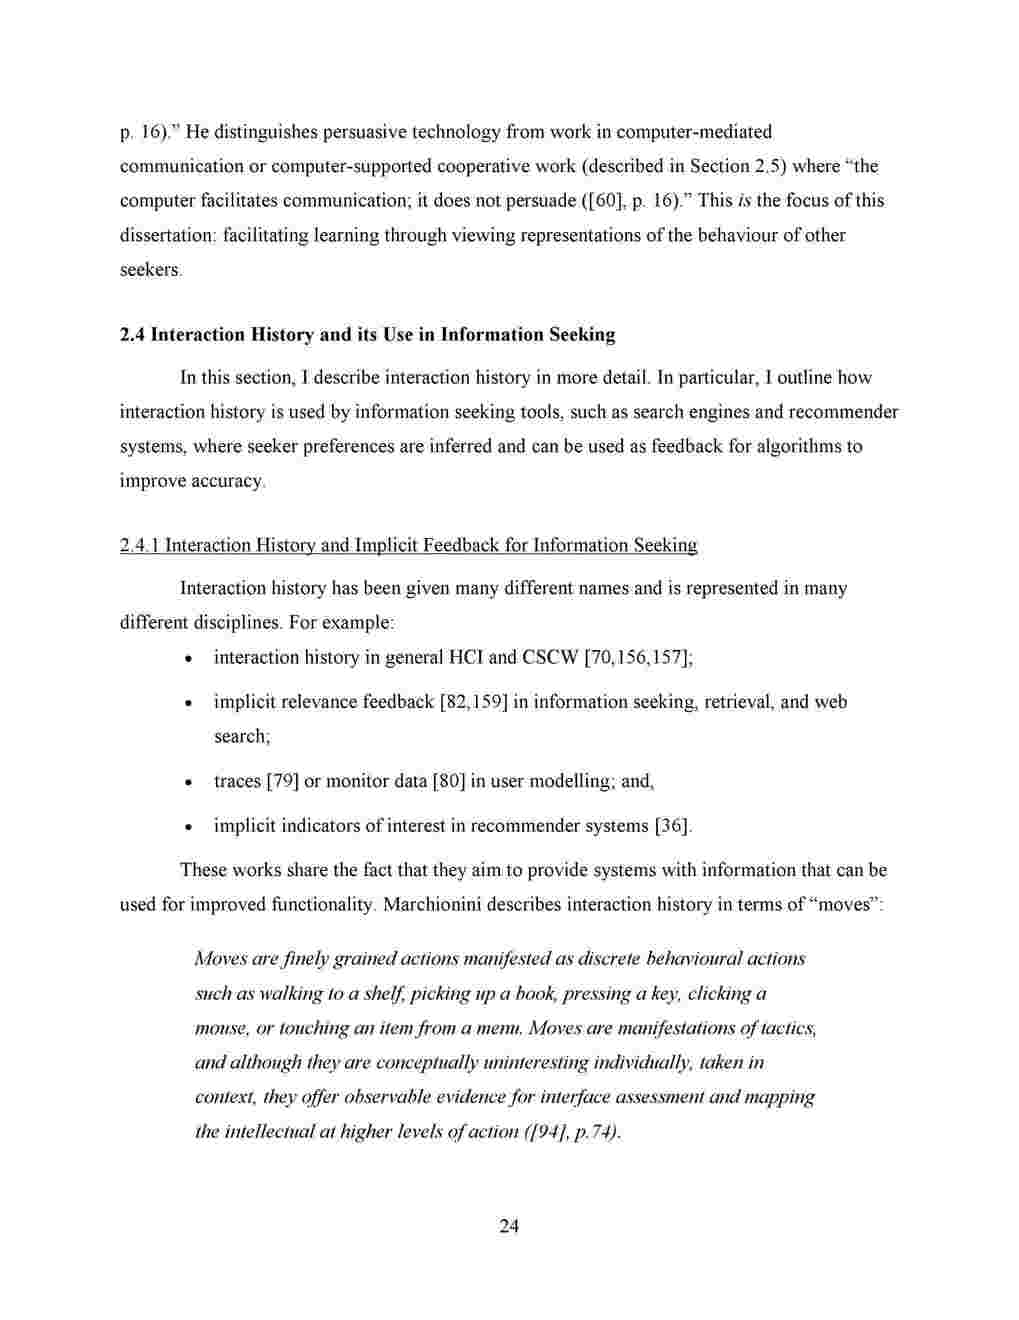 p. 16).” He distinguishes persuasive technology from work in computer-mediated
communication or computer-supported cooperative work (described in Section 2.5) where “the
computer facilitates communication; it does not persuade ([60], p. 16).” This is the focus of this
dissertation: facilitating learning through viewing representations of the behaviour of other
seekers.
2.4 Interaction History and its Use in Information Seeking
In this section, I describe interaction history in more detail. In particular, I outline how
interaction history is used by information seeking tools, such as search engines and recommender
systems, where seeker preferences are inferred and can be used as feedback for algorithms to
improve accuracy.
2.4.1 Interaction History and Implicit Feedback for Information Seeking
Interaction history has been given many different names and is represented in many
different disciplines. For example:
• interaction history in general HCI and CSCW [70,156,157];
• implicit relevance feedback [82,159] in information seeking, retrieval, and web
search;
• traces [79] or monitor data [80] in user modelling; and,
• implicit indicators of interest in recommender systems [36].
These works share the fact that they aim to provide systems with information that can be
used for improved functionality. Marchionini describes interaction history in terms of “moves”:
Moves are finely grained actions manifested as discrete behavioural actions
such as walking to a shelf, picking up a book, pressing a key, clicking a
mouse, or touching an item from a menu. Moves are manifestations of tactics,
and although they are conceptually uninteresting individually, taken in
context, they offer observable evidence for interface assessment and mapping
the intellectual at higher levels of action ([94], p.74).
24